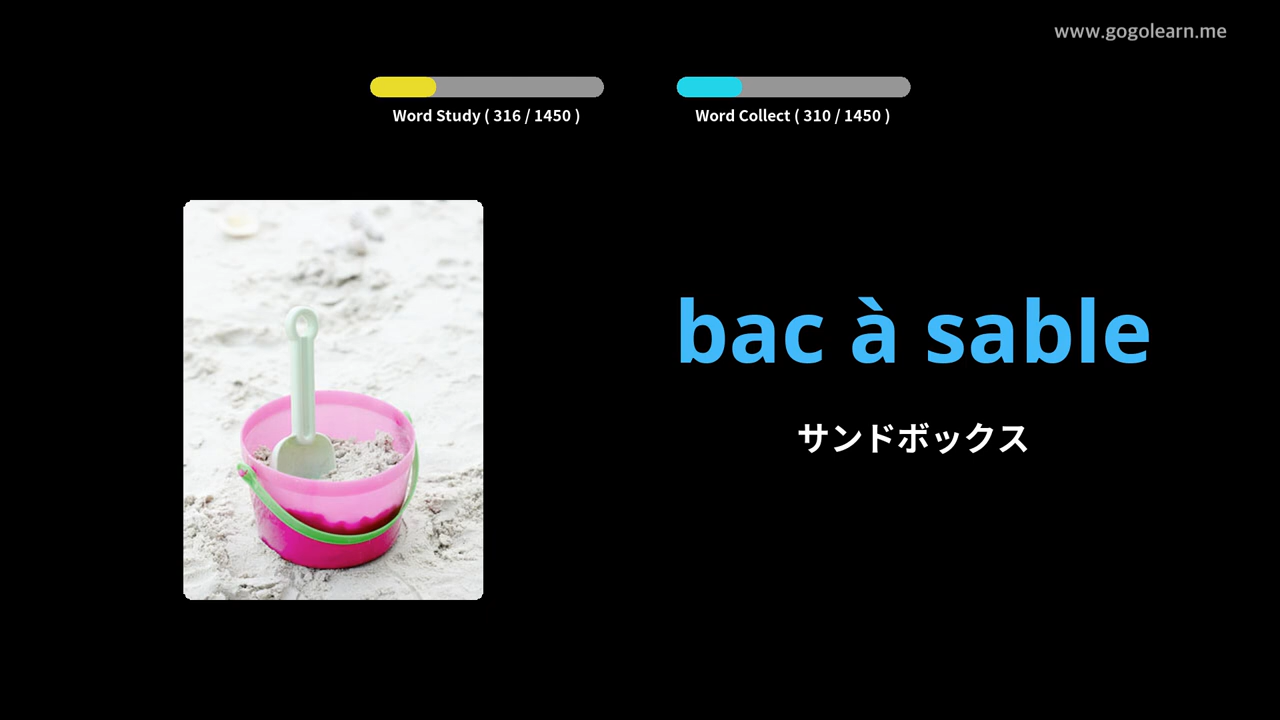 www.gogolearn.me
Word Study ( 316 / 1450 )
Word Collect ( 310 / 1450 )
bac à sable
サンドボックス